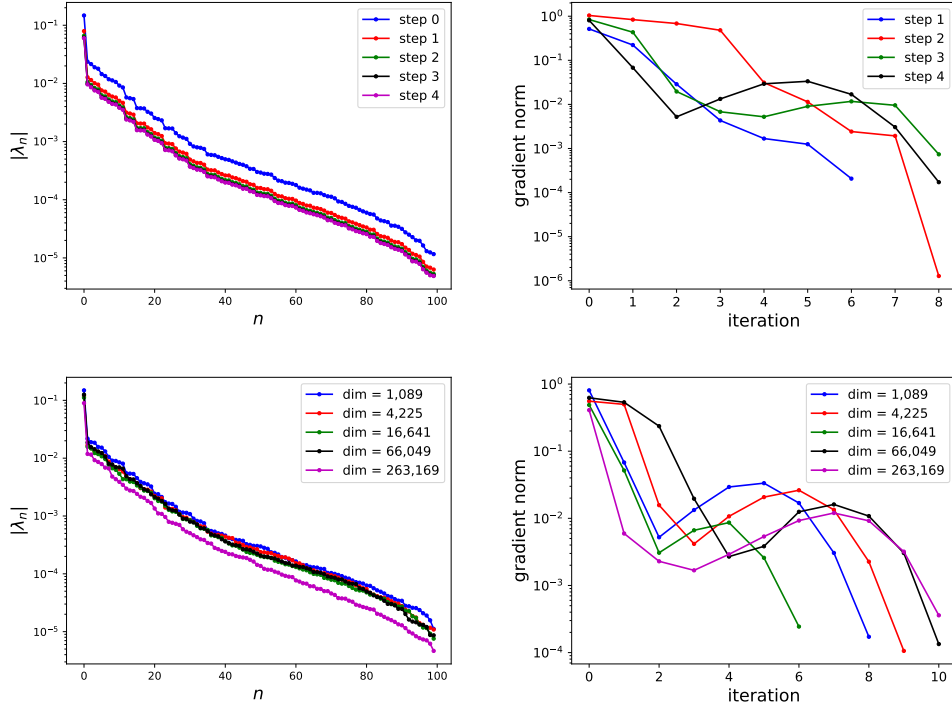 10⁻¹
10⁻²
10⁻³
10⁻⁴
10⁻⁵
|λₙ|
0 20 40 60 80 100
n
step 0
step 1
step 2
step 3
step 4
10⁰
10⁻¹
10⁻²
10⁻³
10⁻⁴
10⁻⁵
10⁻⁶
gradient norm
0 1 2 3 4 5 6 7 8
iteration
step 1
step 2
step 3
step 4
10⁻¹
10⁻²
10⁻³
10⁻⁴
10⁻⁵
|λₙ|
0 20 40 60 80 100
n
dim = 1,089
dim = 4,225
dim = 16,641
dim = 66,049
dim = 263,169
10⁰
10⁻¹
10⁻²
10⁻³
10⁻⁴
gradient norm
0 2 4 6 8 10
iteration
dim = 1,089
dim = 4,225
dim = 16,641
dim = 66,049
dim = 263,169